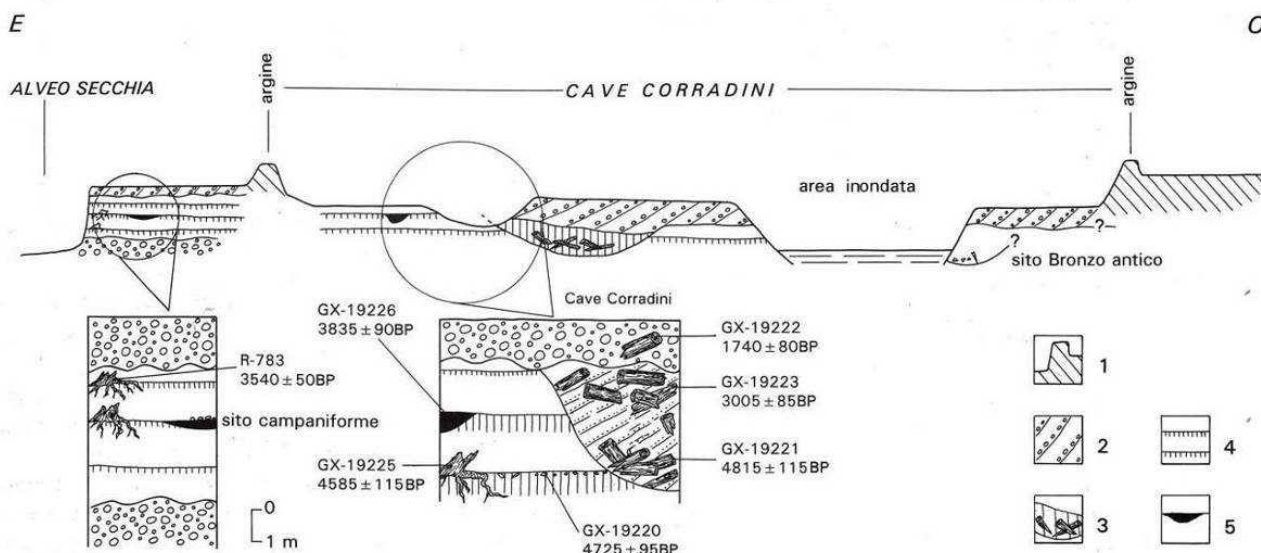 E
O
ALVEO SECCHIA
argine
CAVE CORRADINI
argine
area inondata
?
?
sito Bronzo antico
Cave Corradini
GX-19226
3835±90BP
GX-19222
1740±80BP
R-783
3540±50BP
GX-19223
3005±85BP
sito campaniforme
GX-19225
4585±115BP
GX-19221
4815±115BP
GX-19220
4725±95BP
0
1 m
1
2
4
3
5